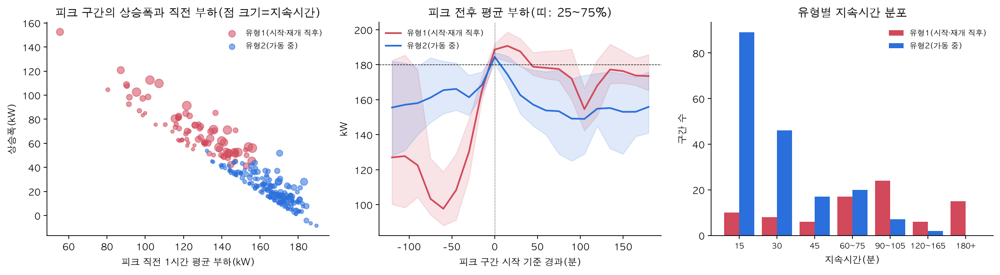 피크 구간의 상승폭과 직전 부하(점 크기=지속시간)
160
140
120
100
80
60
40
20
0
상승폭(kW)
유형1(시작·재개 직후)
유형2(가동 중)
60
80
100
120
140
160
180
피크 직전 1시간 평균 부하(kW)
피크 전후 평균 부하(띠: 25~75%)
200
180
160
140
120
100
kW
유형1(시작·재개 직후)
유형2(가동 중)
-100
-50
0
50
100
150
피크 구간 시작 기준 경과(분)
유형별 지속시간 분포
80
60
40
20
0
구간 수
유형1(시작·재개 직후)
유형2(가동 중)
15
30
45
60~75
90~105
120~165
180+
지속시간(분)